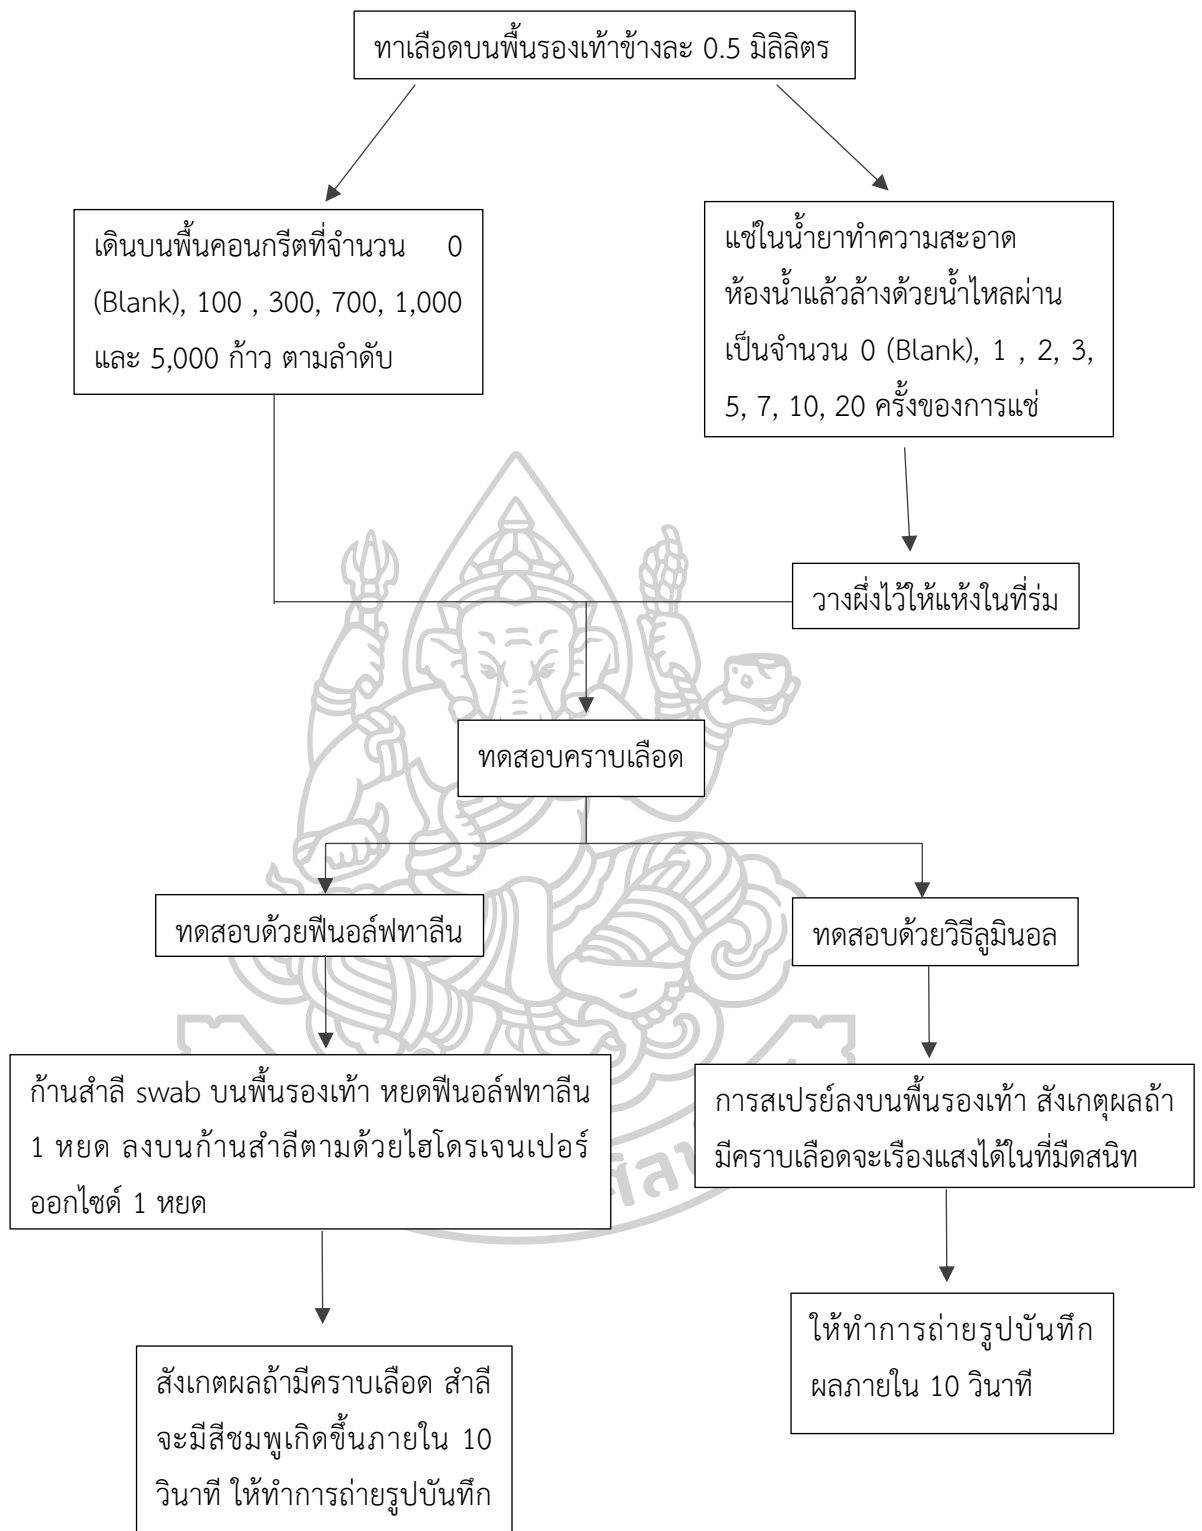 ทาเลือดบนพื้นรองเท้าข้างละ 0.5 มิลิลิตร
เดินบนพื้นคอนกรีตที่จำนวน 0
(Blank), 100 , 300, 700, 1,000
และ 5,000 ก้าว ตามลำดับ
แช่ในน้ำยาทำความสะอาด
ห้องน้ำแล้วล้างด้วยน้ำไหลผ่าน
เป็นจำนวน 0 (Blank), 1 , 2, 3,
5, 7, 10, 20 ครั้งของการแช่
วางผึ่งไว้ให้แห้งในที่ร่ม
ทดสอบคราบเลือด
ทดสอบด้วยฟีนอล์ฟทาลีน
ทดสอบด้วยวิธีลูมินอล
ก้านสำลี swab บนพื้นรองเท้า หยดฟีนอล์ฟทาลีน
1 หยด ลงบนก้านสำลีตามด้วยไฮโดรเจนเปอร์
ออกไซด์ 1 หยด
การสเปรย์ลงบนพื้นรองเท้า สังเกตุผลถ้า
มีคราบเลือดจะเรืองแสงได้ในที่มืดสนิท
ให้ทำการถ่ายรูปบันทึก
ผลภายใน 10 วินาที
สังเกตผลถ้ามีคราบเลือด สำลี
จะมีสีชมพูเกิดขึ้นภายใน 10
วินาที ให้ทำการถ่ายรูปบันทึก